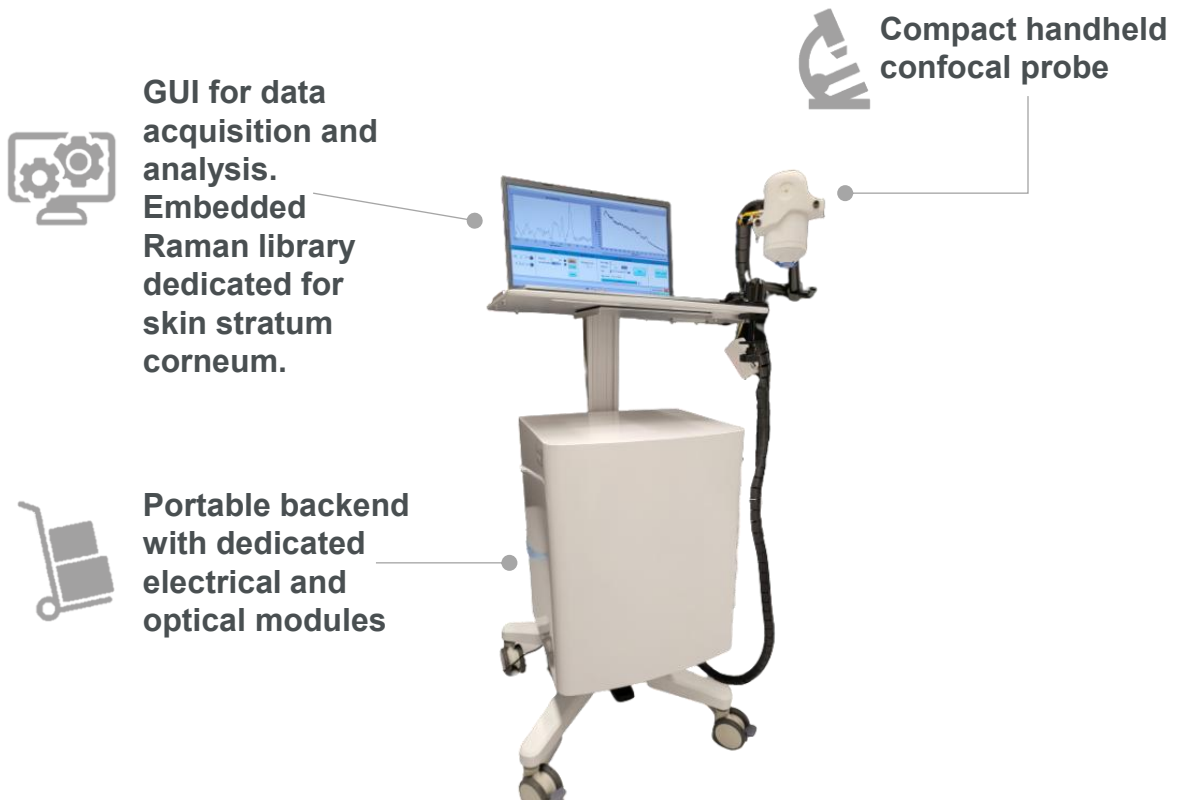 Compact handheld
confocal probe
GUI for data
acquisition and
analysis.
Embedded
Raman library
dedicated for
skin stratum
corneum.
Portable backend
with dedicated
electrical and
optical modules